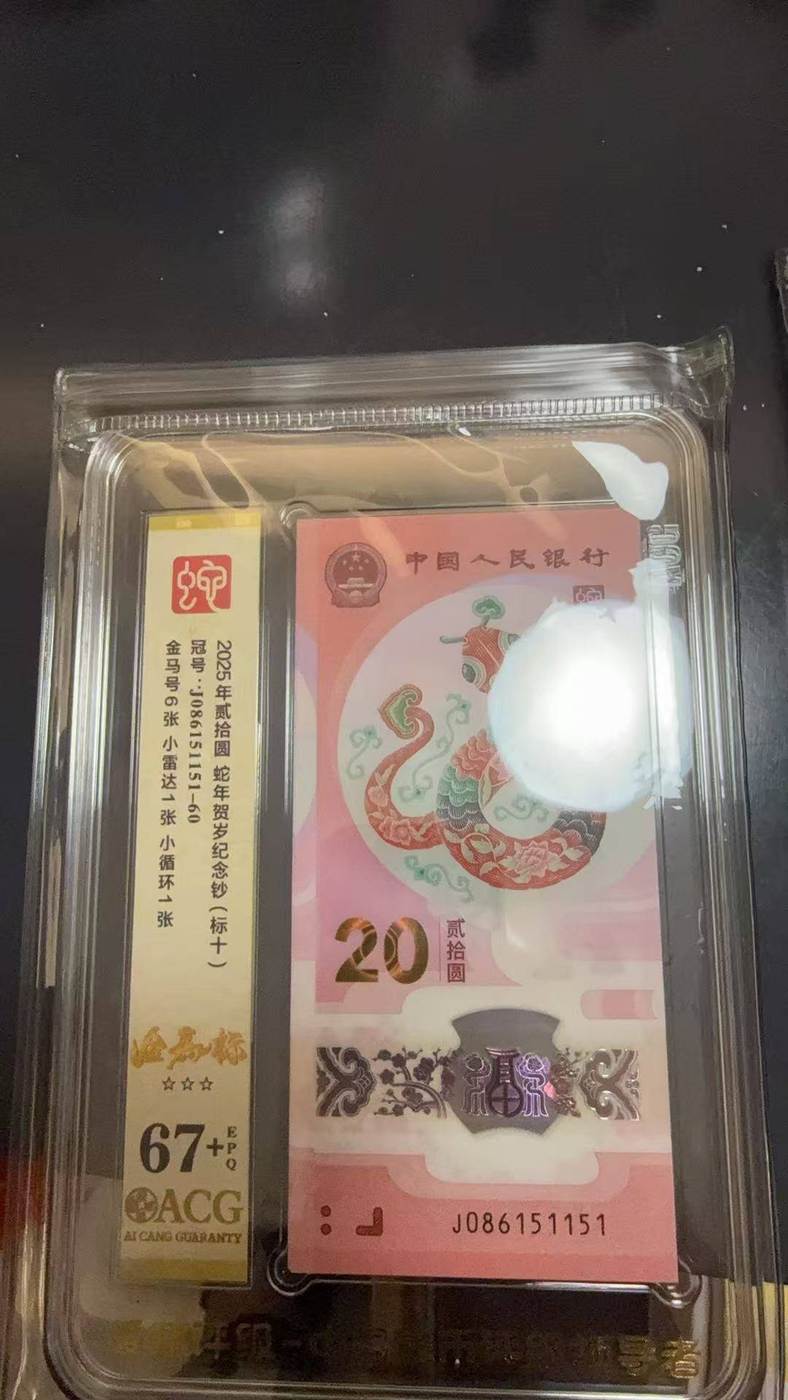 蛇
2025年贰拾圆 蛇年贺岁纪念钞（标十）
冠号·J086151151-60
金马号6张 小雷达1张 小循环1张
☆☆☆
67+
EPQ
ACG
AI CANG GUARANTY
中国人民银行
蛇
20
贰拾圆
福
J086151151